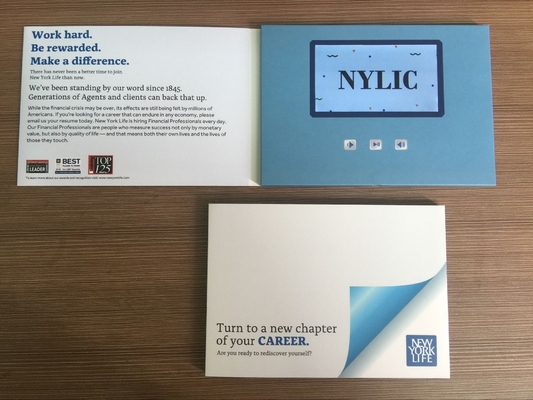 Work hard.
Be rewarded.
Make a difference.
There has never been a better time to join
New York Life than now.
We've been standing by our word since 1845.
Generations of Agents and clients can back that up.
While the financial crisis may be over, its effects are still being felt by millions of
Americans. If you're looking for a career that can endure in any economy, please
email us your resume today. New York Life is hiring Financial Professionals every day.
Our Financial Professionals are people who measure success not only by monetary
value, but also by quality of life — and that means both their own lives and the lives of
those they touch.
LEADER
BEST
TOP
125
NYLIC
Turn to a new chapter
of your CAREER.
Are you ready to rediscover yourself?
NEW
YORK
LIFE